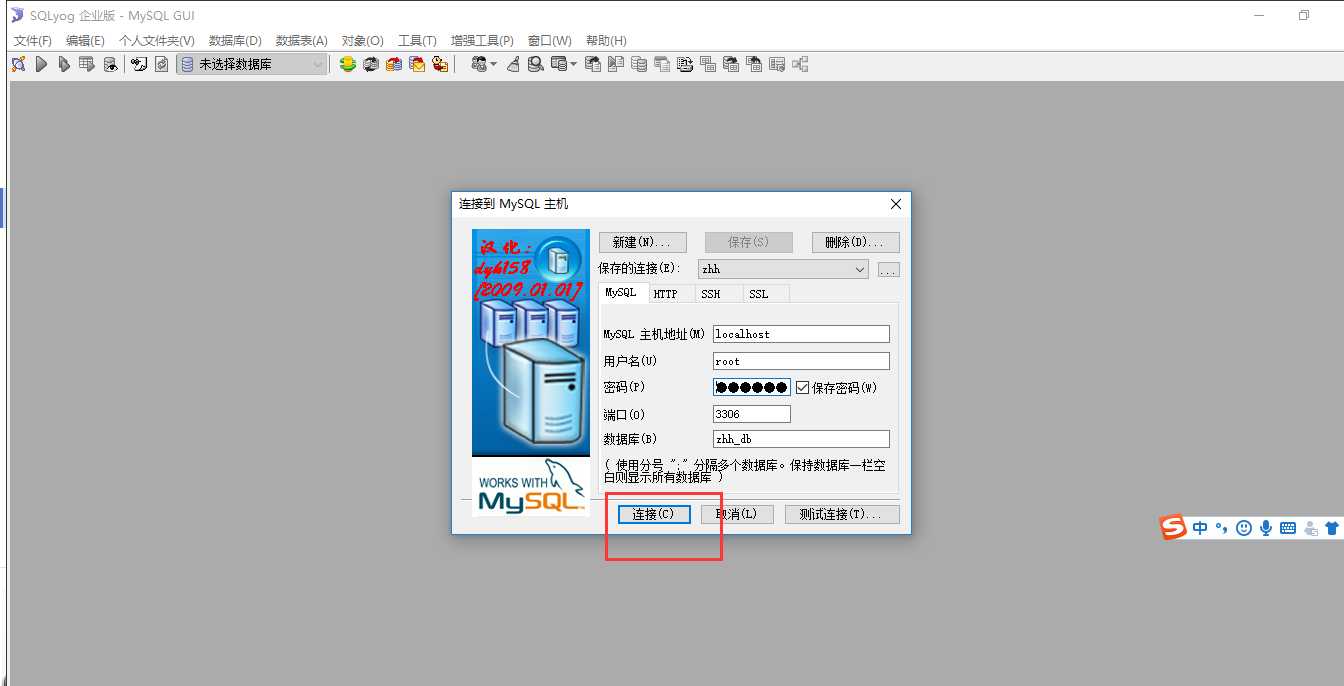 SQLyog 企业版 - MySQL GUI
文件(F) 编辑(E) 个人文件夹(V) 数据库(D) 数据表(A) 对象(O) 工具(T) 增强工具(P) 窗口(W) 帮助(H)
未选择数据库
连接到 MySQL 主机
汉化:
dyh158
[2009.01.01]
WORKS WITH
MySQL
新建(N)... 保存(S) 删除(D)...
保存的连接(E): zhh ...
MySQL HTTP SSH SSL
MySQL 主机地址(M) localhost
用户名(U) root
密码(P) ●●●●●● 保存密码(W)
端口(O) 3306
数据库(B) zhh_db
( 使用分号 ";" 分隔多个数据库。保持数据库一栏空
白则显示所有数据库 )
连接(C) 取消(L) 测试连接(T)...
S 中 °,